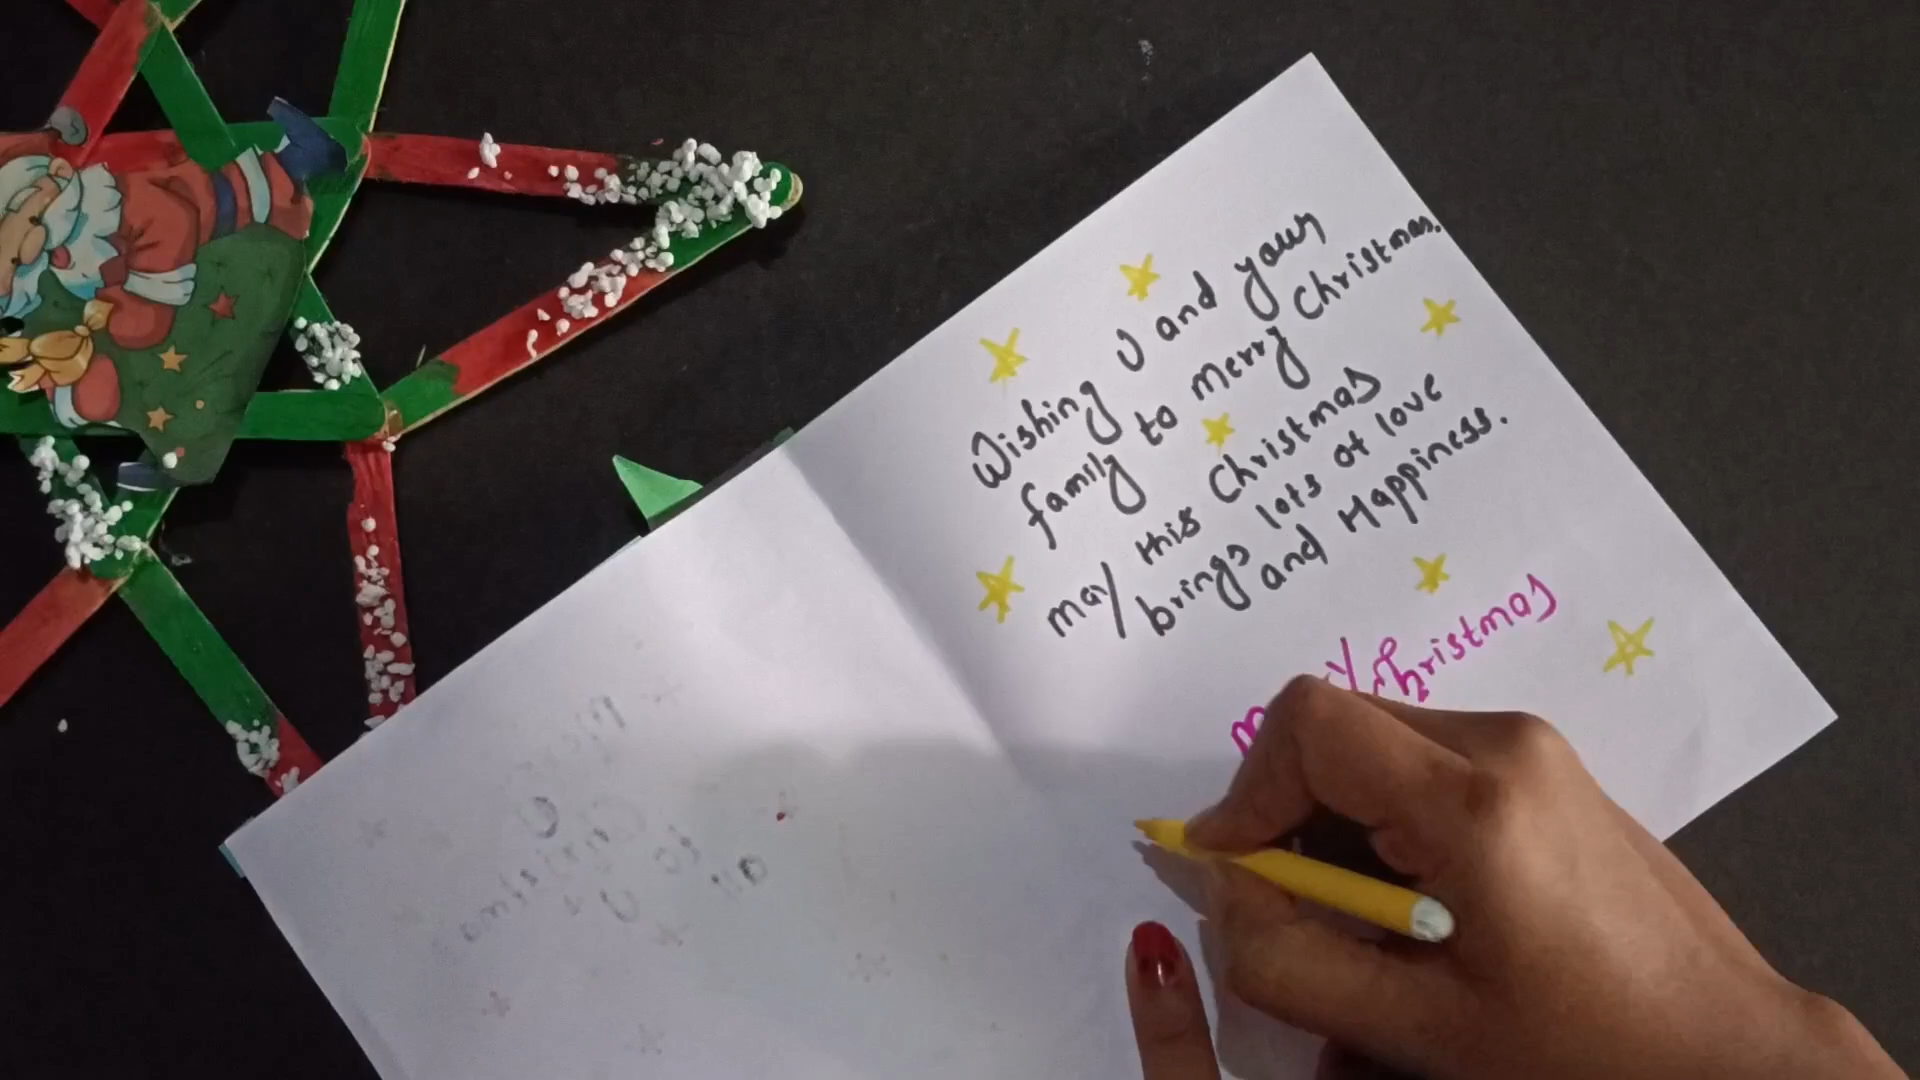 Wishing U and your
family to merry Christmas.
may this Christmas
brings lots of love
and Happiness.
Christmas